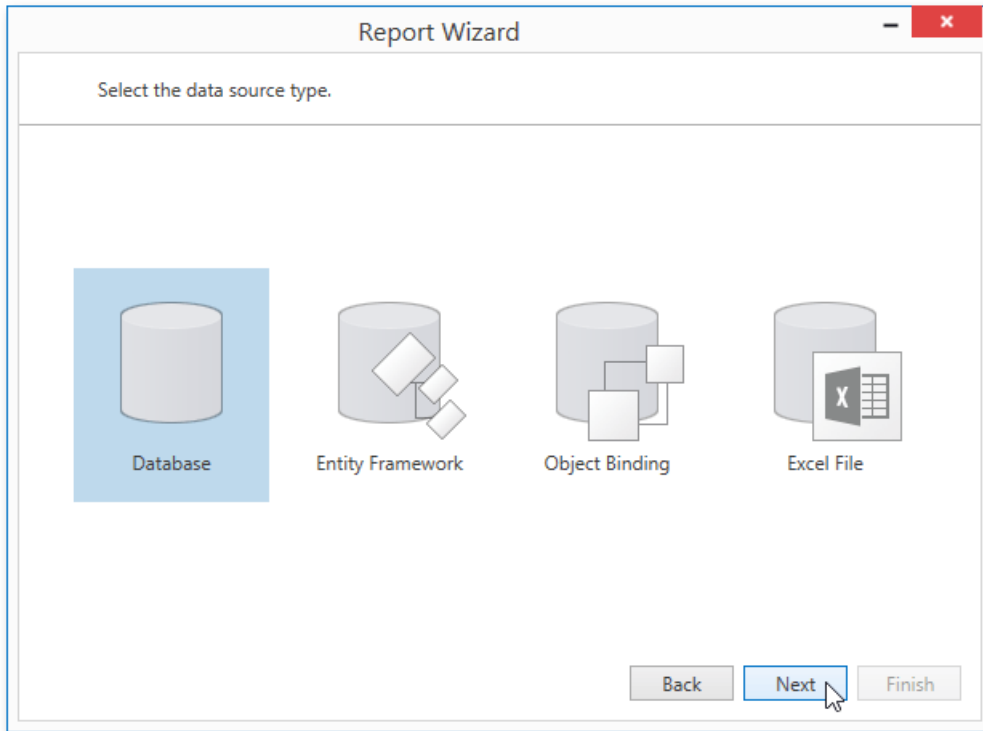 Report Wizard
Select the data source type.
Database
Entity Framework
Object Binding
X
Excel File
Back
Next
Finish